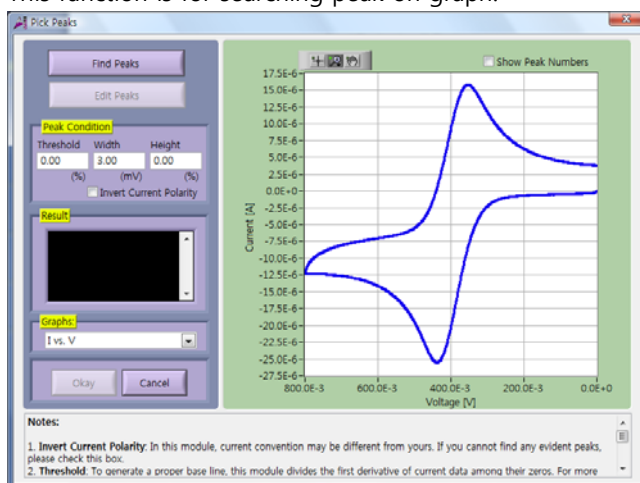 This function is for searching peak on graph.
Pick Peaks
Find Peaks
Edit Peaks
Peak Condition
Threshold Width Height
0.00 3.00 0.00
(%) (mV) (%)
Invert Current Polarity
Result
Graphs:
I vs. V
Okay Cancel
Show Peak Numbers
17.5E-6
15.0E-6
12.5E-6
10.0E-6
7.5E-6
5.0E-6
2.5E-6
0.0E+0
-2.5E-6
-5.0E-6
-7.5E-6
-10.0E-6
-12.5E-6
-15.0E-6
-17.5E-6
-20.0E-6
-22.5E-6
-25.0E-6
-27.5E-6
Current [A]
800.0E-3 600.0E-3 400.0E-3 200.0E-3 0.0E+0
Voltage [V]
Notes:
1. Invert Current Polarity: In this module, current convention may be different from yours. If you cannot find any evident peaks,
please check this box.
2. Threshold: To generate a proper base line, this module divides the first derivative of current data among their zeros. For more